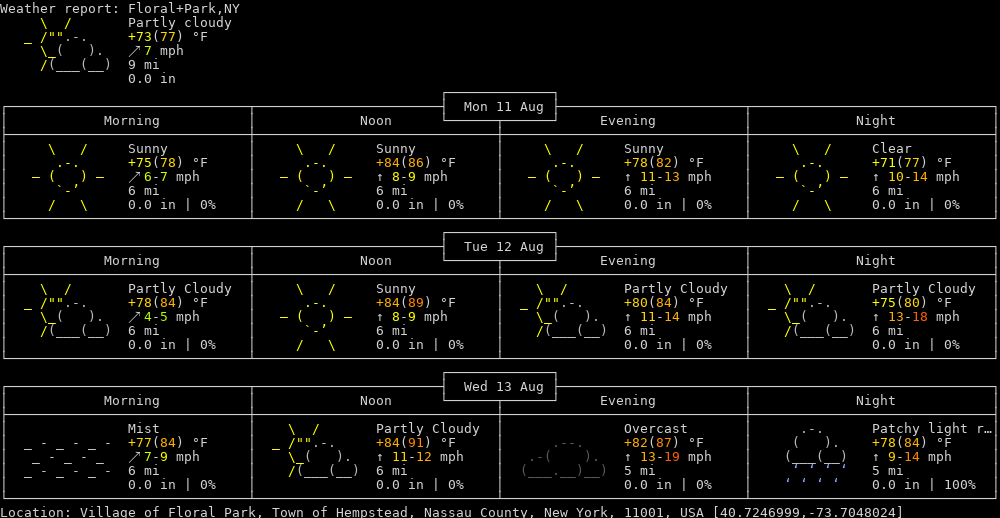 Weather report: Floral+Park,NY
Partly cloudy
+73(77) °F
↗ 7 mph
9 mi
0.0 in
Mon 11 Aug
Morning Noon Evening Night
Sunny Sunny Sunny Clear
+75(78) °F +84(86) °F +78(82) °F +71(77) °F
↗ 6-7 mph ↑ 8-9 mph ↑ 11-13 mph ↑ 10-14 mph
6 mi 6 mi 6 mi 6 mi
0.0 in | 0% 0.0 in | 0% 0.0 in | 0% 0.0 in | 0%
Tue 12 Aug
Morning Noon Evening Night
Partly Cloudy Sunny Partly Cloudy Partly Cloudy
+78(84) °F +84(89) °F +80(84) °F +75(80) °F
↗ 4-5 mph ↑ 8-9 mph ↑ 11-14 mph ↑ 13-18 mph
6 mi 6 mi 6 mi 6 mi
0.0 in | 0% 0.0 in | 0% 0.0 in | 0% 0.0 in | 0%
Wed 13 Aug
Morning Noon Evening Night
Mist Partly Cloudy Overcast Patchy light r…
+77(84) °F +84(91) °F +82(87) °F +78(84) °F
↗ 7-9 mph ↑ 11-12 mph ↑ 13-19 mph ↑ 9-14 mph
6 mi 6 mi 5 mi 5 mi
0.0 in | 0% 0.0 in | 0% 0.0 in | 0% 0.0 in | 100%
Location: Village of Floral Park, Town of Hempstead, Nassau County, New York, 11001, USA [40.7246999,-73.7048024]